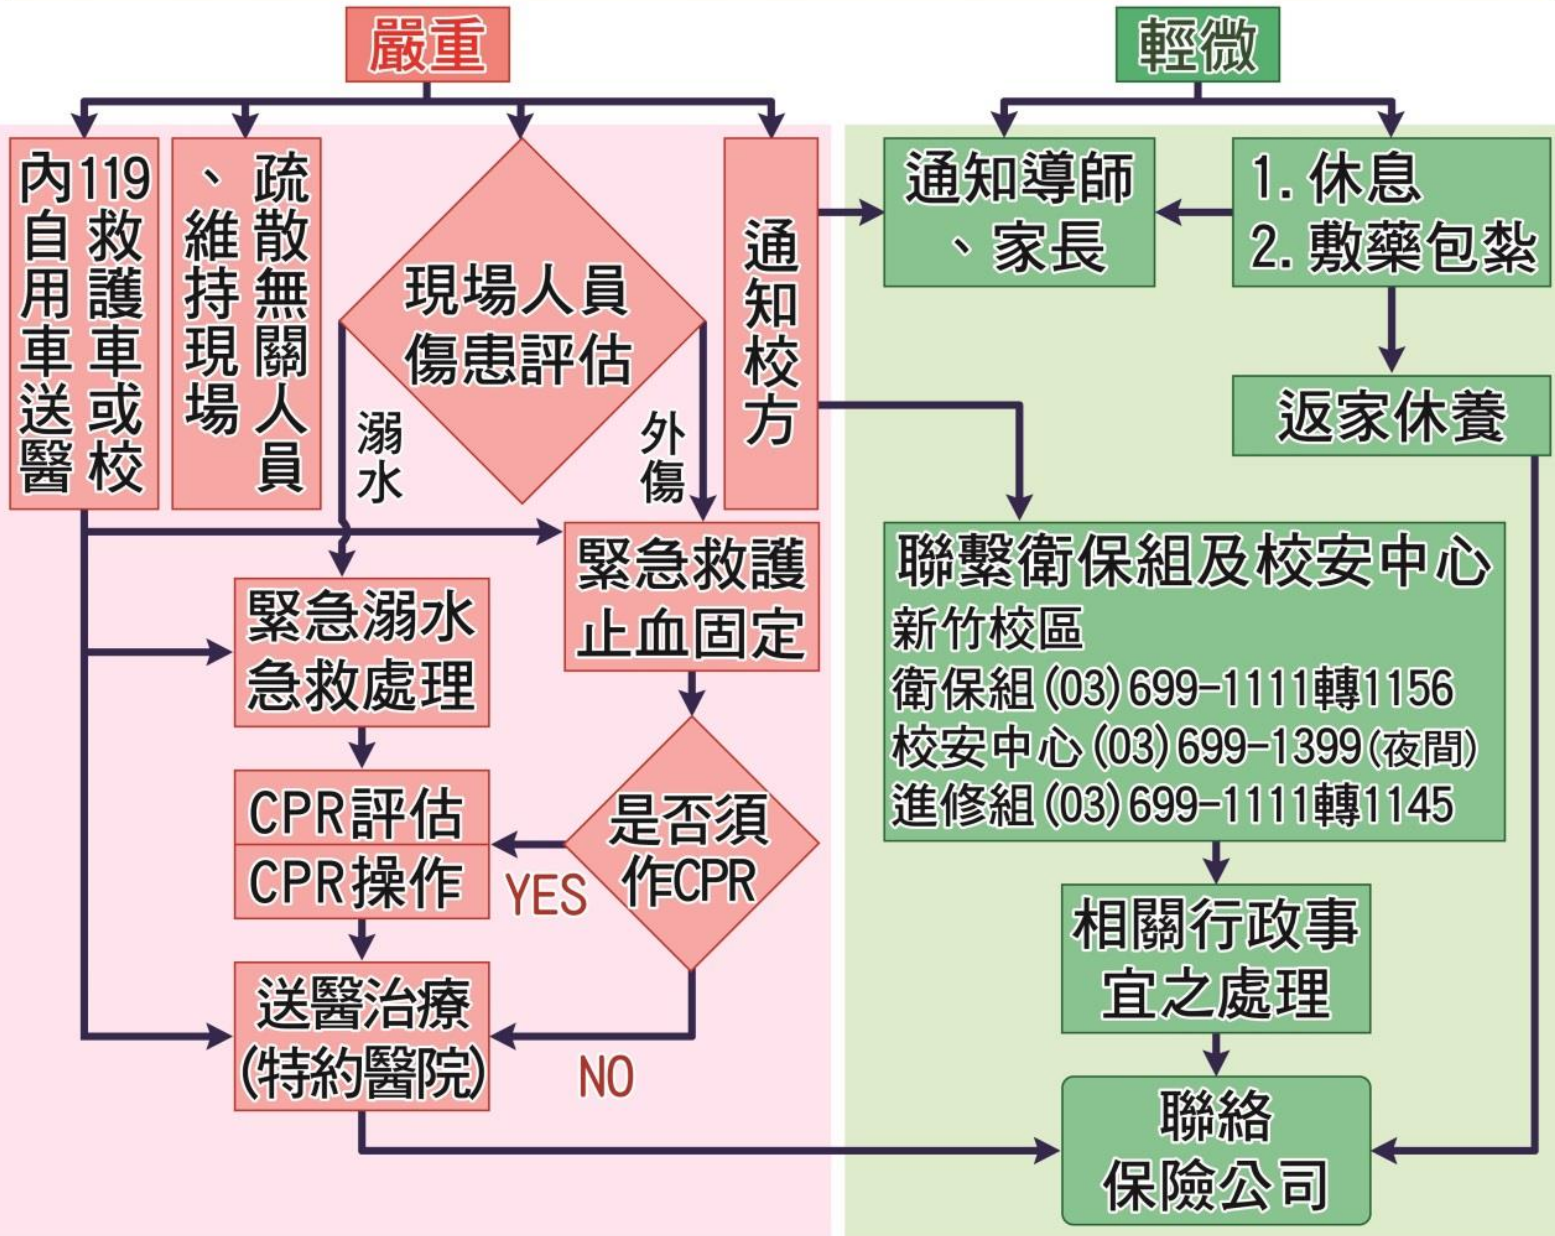 嚴重
輕微
119救護車或校
內自用車送醫
疏散無關人員
、維持現場
現場人員
傷患評估
通知校方
通知導師
、家長
1. 休息
2. 敷藥包紮
溺水
外傷
返家休養
緊急救護
止血固定
緊急溺水
急救處理
聯繫衛保組及校安中心
新竹校區
衛保組(03)699-1111轉1156
校安中心(03)699-1399(夜間)
進修組(03)699-1111轉1145
CPR評估
CPR操作
YES
是否須
作CPR
相關行政事
宜之處理
送醫治療
(特約醫院)
NO
聯絡
保險公司